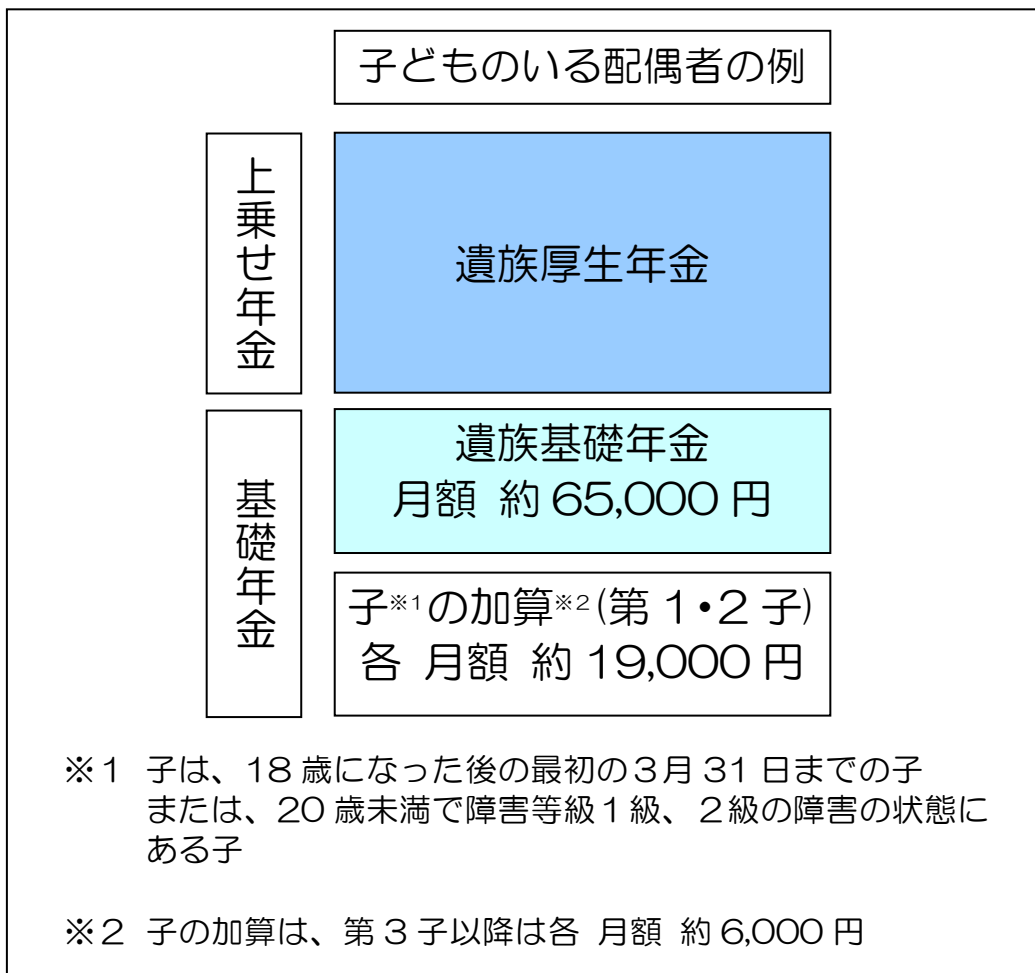 子どものいる配偶者の例
上乗せ年金
遺族厚生年金
基礎年金
遺族基礎年金
月額 約65,000円
子※1の加算※2(第1・2子)
各 月額 約19,000円
※1 子は、18歳になった後の最初の3月31日までの子
または、20歳未満で障害等級1級、2級の障害の状態に
ある子
※2 子の加算は、第3子以降は各 月額 約6,000円